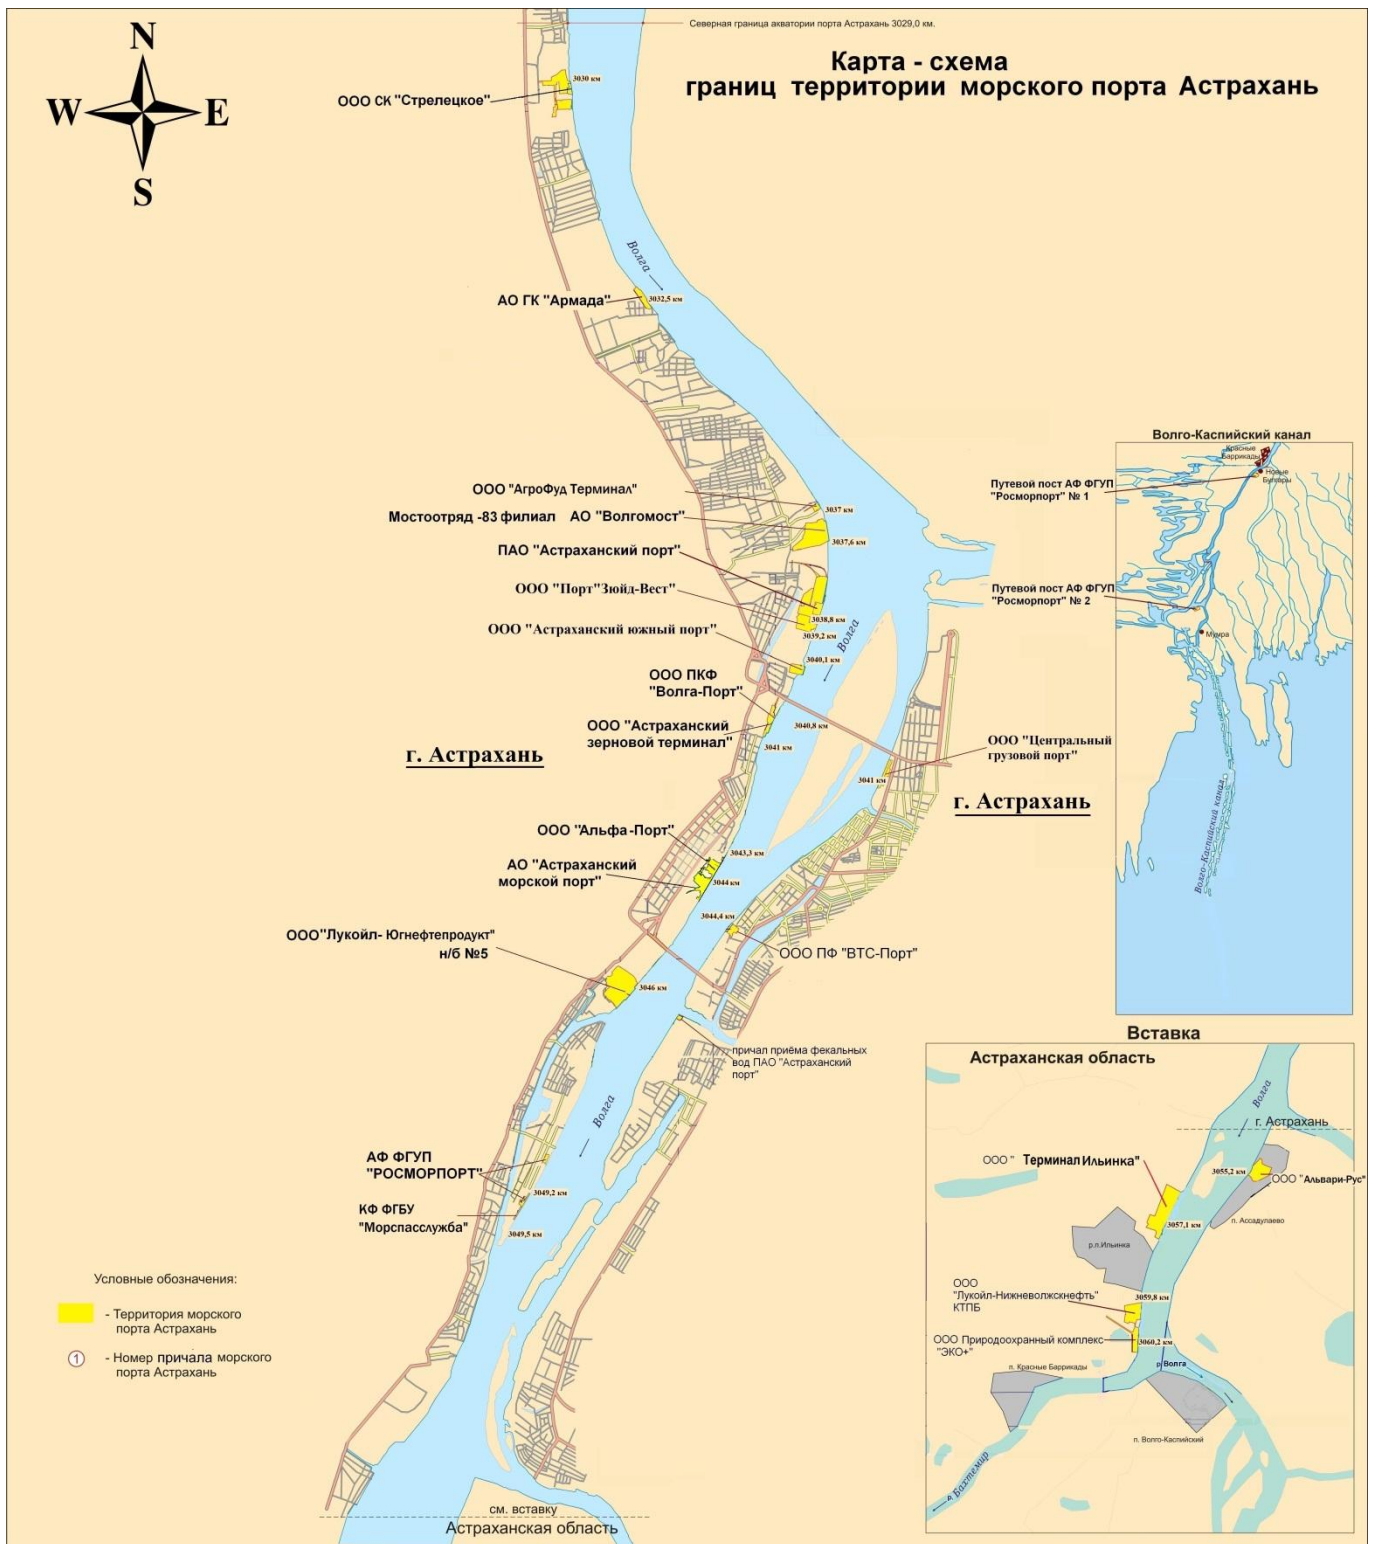 Северная граница акватории порта Астрахань 3029,0 км.
Карта - схема
границ территории морского порта Астрахань
N
W
E
S
3030 км
ООО СК "Стрелецкое"
Волга
АО ГК "Армада"
3032,5 км
ООО "АгроФуд Терминал"
3037 км
Мостоотряд -83 филиал АО "Волгомост"
3037,6 км
ПАО "Астраханский порт"
ООО "Порт"Зюйд-Вест"
3038,8 км
ООО "Астраханский южный порт"
3039,2 км
Волга
3040,1 км
ООО ПКФ
"Волга-Порт"
ООО "Астраханский
зерновой терминал"
3040,8 км
3041 км
ООО "Центральный
грузовой порт"
3041 км
г. Астрахань
г. Астрахань
ООО "Альфа-Порт"
3043,3 км
АО "Астраханский
морской порт"
3044 км
3044,4 км
ООО"Лукойл- Югнефтепродукт"
н/б №5
ООО ПФ "ВТС-Порт"
3046 км
причал приёма фекальных
вод ПАО "Астраханский
порт"
Волга
АФ ФГУП
"РОСМОРПОРТ"
3049,2 км
КФ ФГБУ
"Морспасслужба"
3049,5 км
Условные обозначения:
- Территория морского
порта Астрахань
1
- Номер причала морского
порта Астрахань
см. вставку
Астраханская область
Волго-Каспийский канал
Красные
Баррикады
Новые
Булгары
Путевой пост АФ ФГУП
"Росморпорт" № 1
Путевой пост АФ ФГУП
"Росморпорт" № 2
Мумра
Волго-Каспийский канал
Вставка
Астраханская область
Волга
г. Астрахань
ООО " Терминал Ильинка"
3055,2 км
ООО "Альвари-Рус"
п. Ассадулаево
3057,1 км
р.п.Ильинка
ООО
"Лукойл-Нижневолжскнефть"
КТПБ
3059,8 км
ООО Природоохранный комплекс
"ЭКО+"
3060,2 км
р. Волга
п. Красные Баррикады
п. Волго-Каспийский
р. Бахтемир